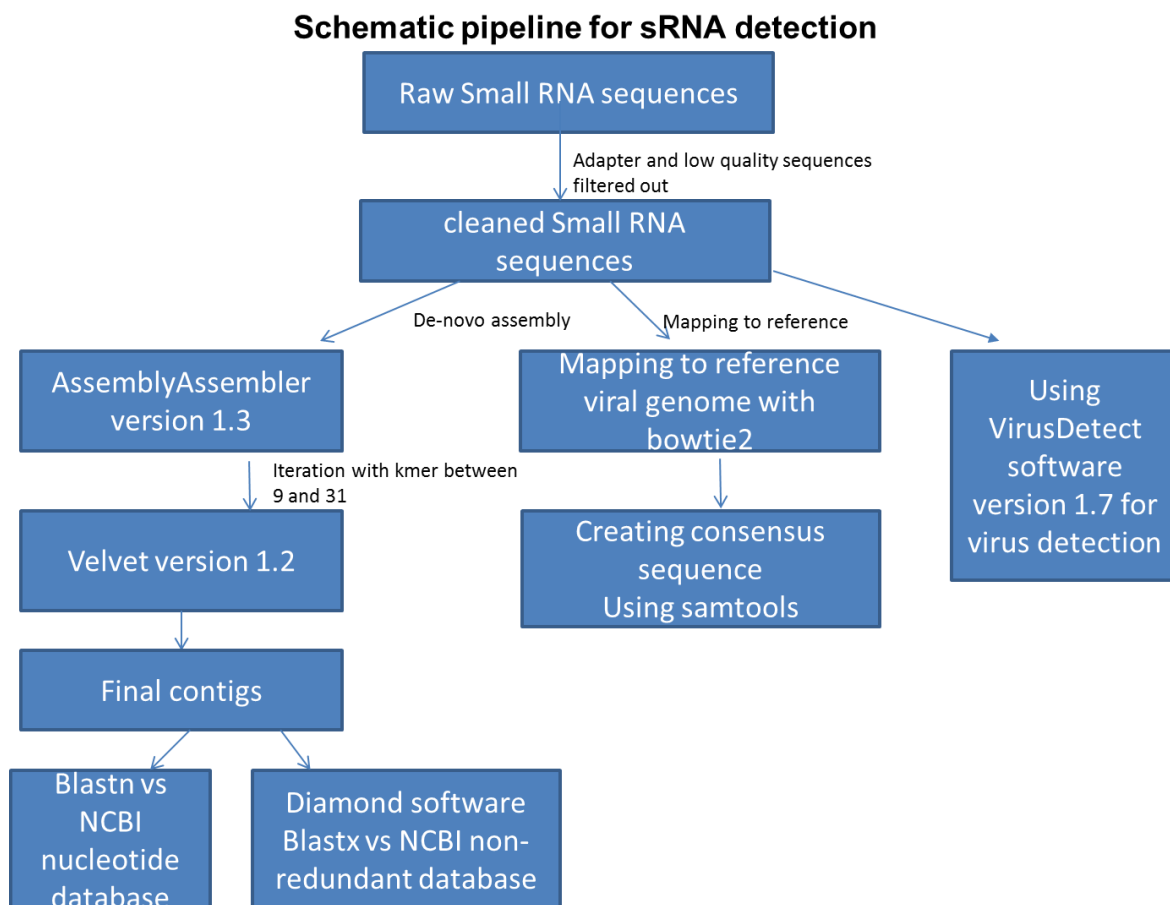 Schematic pipeline for sRNA detection
Raw Small RNA sequences
Adapter and low quality sequences
filtered out
cleaned Small RNA
sequences
De-novo assembly
Mapping to reference
AssemblyAssembler
version 1.3
Mapping to reference
viral genome with
bowtie2
Using
VirusDetect
software
version 1.7 for
virus detection
Iteration with kmer between
9 and 31
Velvet version 1.2
Creating consensus
sequence
Using samtools
Final contigs
Blastn vs
NCBI
nucleotide
database
Diamond software
Blastx vs NCBI non-
redundant database